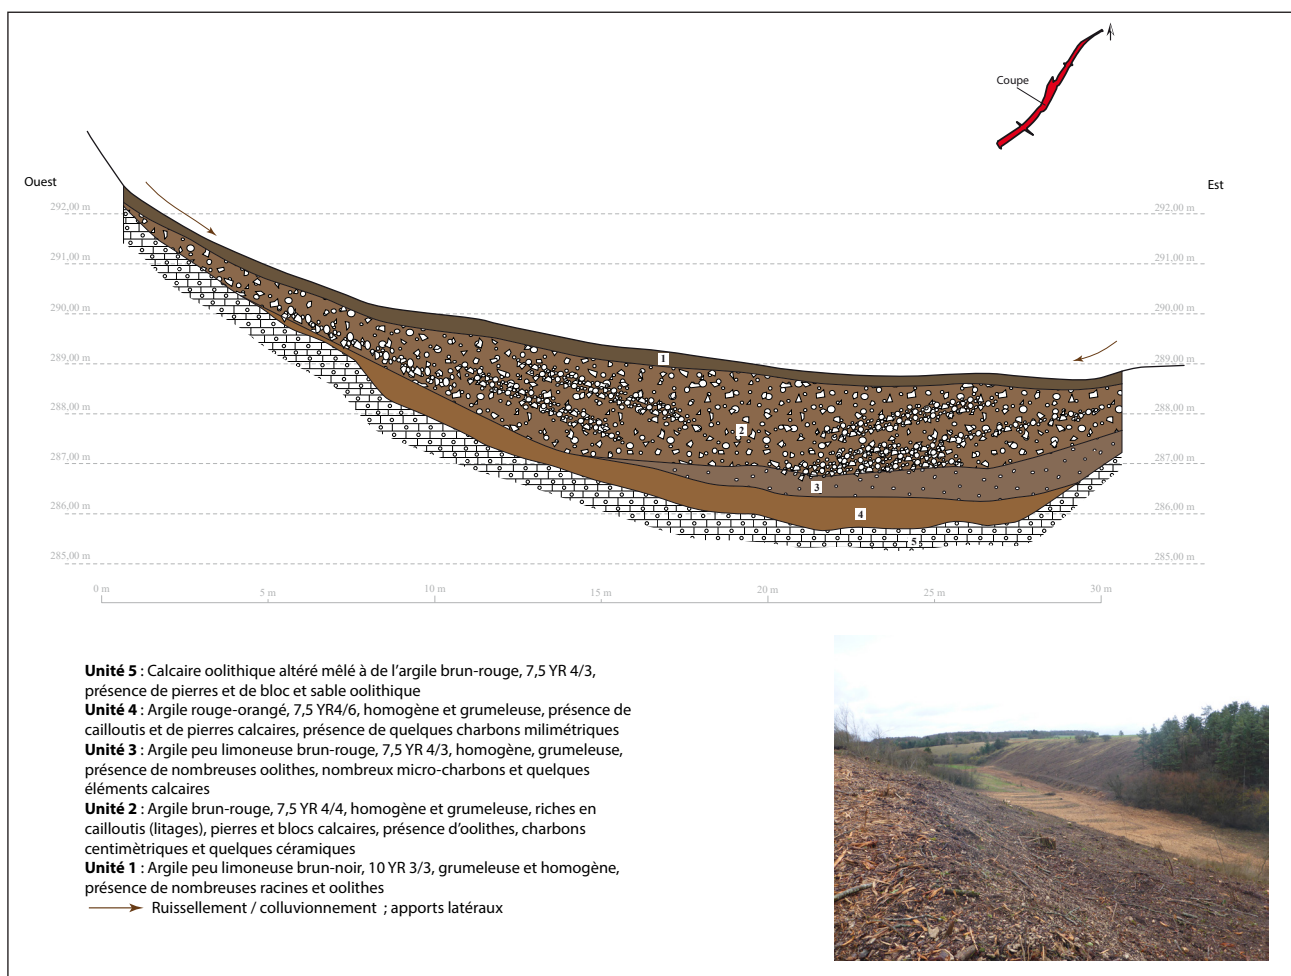 Coupe
Ouest
Est
292,00 m
292,00 m
291,00 m
291,00 m
290,00 m
290,00 m
289,00 m
289,00 m
1
288,00 m
288,00 m
2
287,00 m
287,00 m
3
286,00 m
286,00 m
4
5
285,00 m
285,00 m
0 m
5 m
10 m
15 m
20 m
25 m
30 m
Unité 5 : Calcaire oolithique altéré mêlé à de l'argile brun-rouge, 7,5 YR 4/3,
présence de pierres et de bloc et sable oolithique
Unité 4 : Argile rouge-orangé, 7,5 YR4/6, homogène et grumeleuse, présence de
cailloutis et de pierres calcaires, présence de quelques charbons milimétriques
Unité 3 : Argile peu limoneuse brun-rouge, 7,5 YR 4/3, homogène, grumeleuse,
présence de nombreuses oolithes, nombreux micro-charbons et quelques
éléments calcaires
Unité 2 : Argile brun-rouge, 7,5 YR 4/4, homogène et grumeleuse, riches en
cailloutis (litages), pierres et blocs calcaires, présence d'oolithes, charbons
centimètriques et quelques céramiques
Unité 1 : Argile peu limoneuse brun-noir, 10 YR 3/3, grumeleuse et homogène,
présence de nombreuses racines et oolithes
Ruissellement / colluvionnement ; apports latéraux